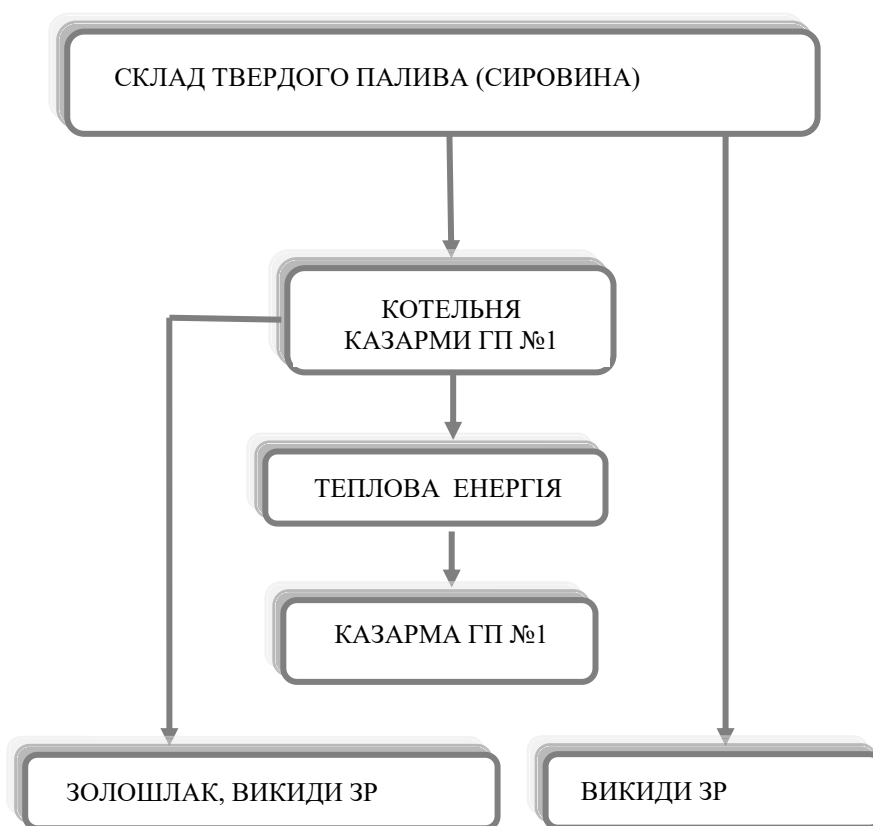 СКЛАД ТВЕРДОГО ПАЛИВА (СИРОВИНА)
КОТЕЛЬНЯ
КАЗАРМИ ГП №1
ТЕПЛОВА ЕНЕРГІЯ
КАЗАРМА ГП №1
ЗОЛОШЛАК, ВИКИДИ ЗР
ВИКИДИ ЗР